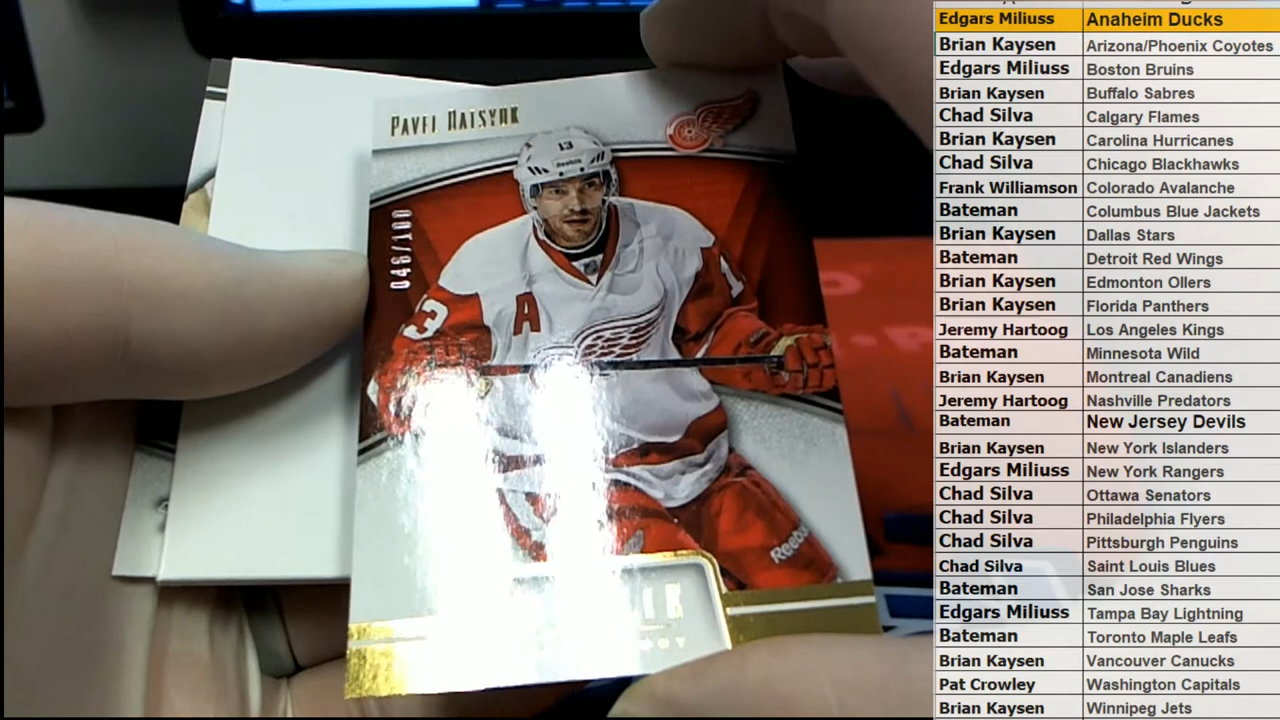 PAVEL DATSYUK
13
Reebok
046/100
13
1
A
Reebok
Edgars Miliuss Anaheim Ducks
Brian Kaysen Arizona/Phoenix Coyotes
Edgars Miliuss Boston Bruins
Brian Kaysen Buffalo Sabres
Chad Silva Calgary Flames
Brian Kaysen Carolina Hurricanes
Chad Silva Chicago Blackhawks
Frank Williamson Colorado Avalanche
Bateman Columbus Blue Jackets
Brian Kaysen Dallas Stars
Bateman Detroit Red Wings
Brian Kaysen Edmonton Ollers
Brian Kaysen Florida Panthers
Jeremy Hartoog Los Angeles Kings
Bateman Minnesota Wild
Brian Kaysen Montreal Canadiens
Jeremy Hartoog Nashville Predators
Bateman New Jersey Devils
Brian Kaysen New York Islanders
Edgars Miliuss New York Rangers
Chad Silva Ottawa Senators
Chad Silva Philadelphia Flyers
Chad Silva Pittsburgh Penguins
Chad Silva Saint Louis Blues
Bateman San Jose Sharks
Edgars Miliuss Tampa Bay Lightning
Bateman Toronto Maple Leafs
Brian Kaysen Vancouver Canucks
Pat Crowley Washington Capitals
Brian Kaysen Winnipeg Jets